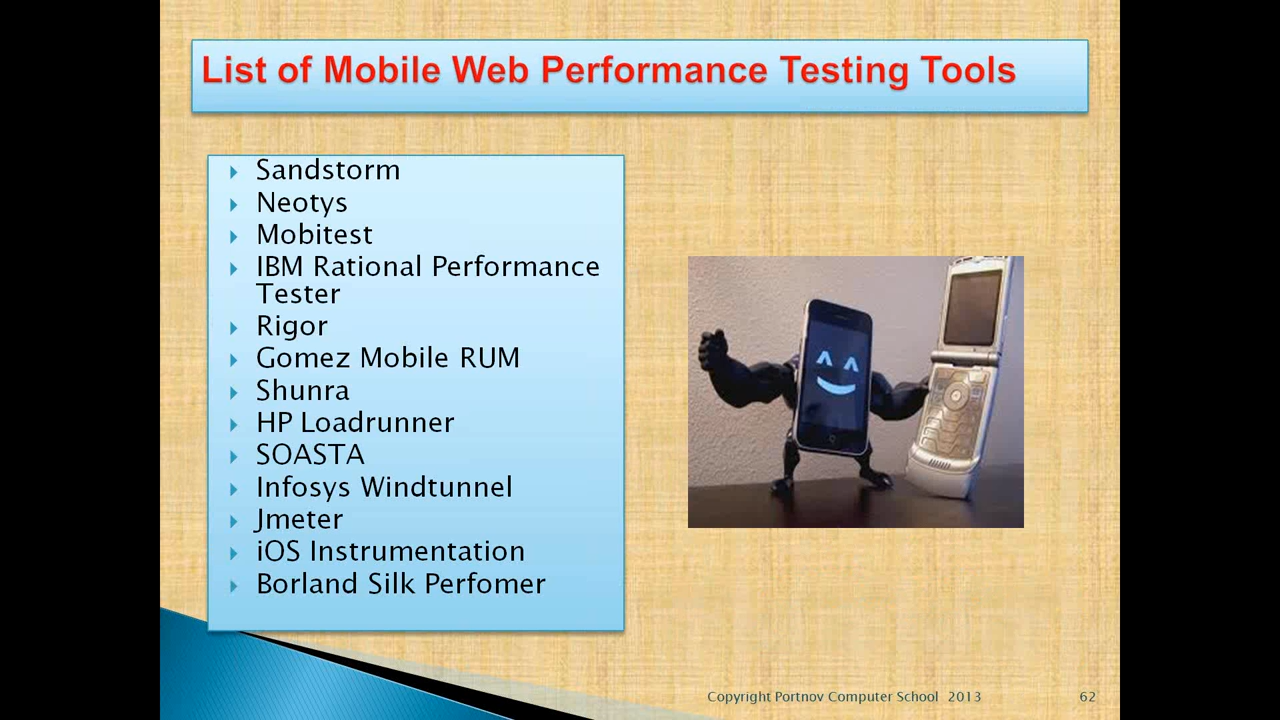 List of Mobile Web Performance Testing Tools
Sandstorm
Neotys
Mobitest
IBM Rational Performance
Tester
Rigor
Gomez Mobile RUM
Shunra
HP Loadrunner
SOASTA
Infosys Windtunnel
Jmeter
iOS Instrumentation
Borland Silk Perfomer
Copyright Portnov Computer School 2013
62